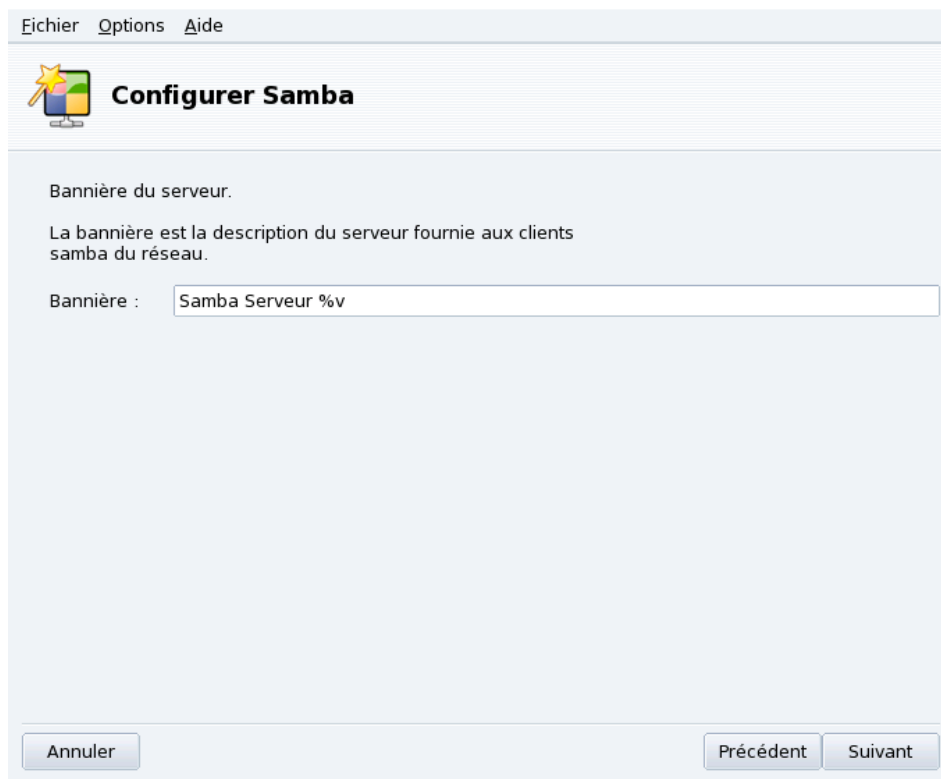 Fichier Options Aide
Configurer Samba
Bannière du serveur.
La bannière est la description du serveur fournie aux clients
samba du réseau.
Bannière : Samba Serveur %v
Annuler Précédent Suivant